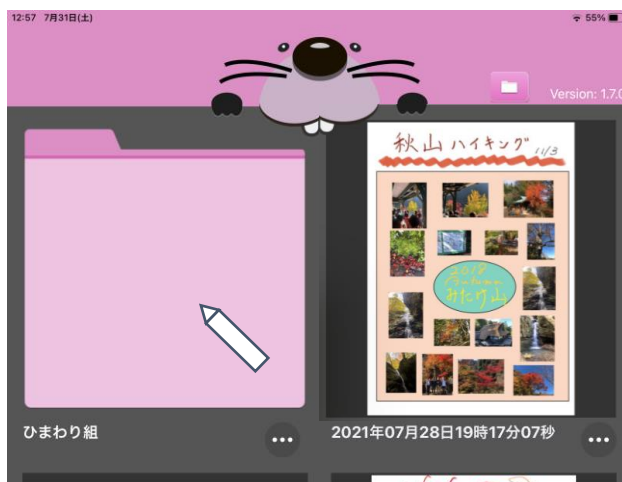 12:57 7月31日(土)
55%
Version: 1.7.0
秋山ハイキング 11/3
2018
Autumn
みたけ山
ひまわり組
2021年07月28日19時17分07秒